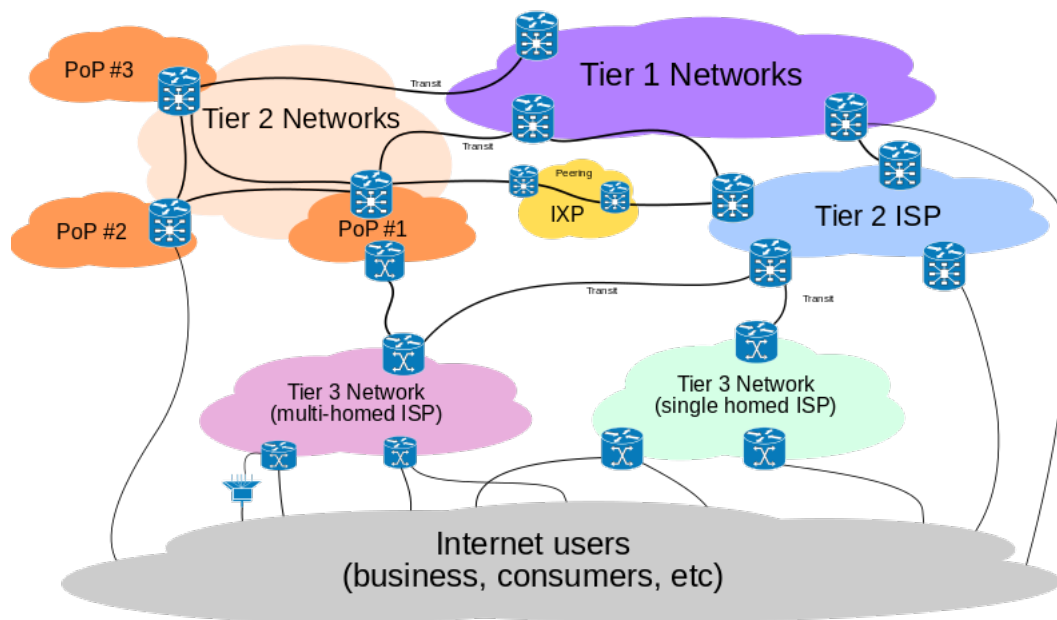 PoP #3
Transit
Tier 1 Networks
Tier 2 Networks
Transit
Peering
IXP
PoP #2
PoP #1
Tier 2 ISP
Transit
Transit
Tier 3 Network
(multi-homed ISP)
Tier 3 Network
(single homed ISP)
Internet users
(business, consumers, etc)